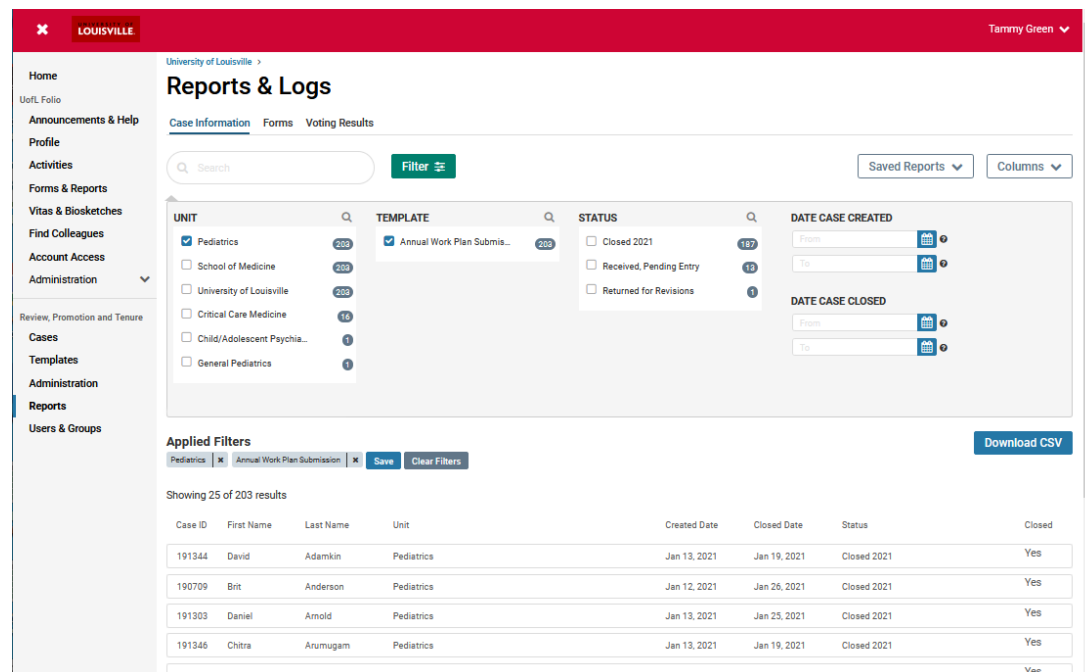 UNIVERSITY OF
LOUISVILLE.
Tammy Green
Home
UofL Folio
Announcements & Help
Profile
Activities
Forms & Reports
Vitas & Biosketches
Find Colleagues
Account Access
Administration
Review, Promotion and Tenure
Cases
Templates
Administration
Reports
Users & Groups
University of Louisville >
Reports & Logs
Case Information Forms Voting Results
Search
Filter
Saved Reports
Columns
UNIT
Pediatrics 203
School of Medicine 203
University of Louisville 203
Critical Care Medicine 16
Child/Adolescent Psychia... 1
General Pediatrics 1
TEMPLATE
Annual Work Plan Submis... 203
STATUS
Closed 2021 187
Received, Pending Entry 13
Returned for Revisions 1
DATE CASE CREATED
From
To
DATE CASE CLOSED
From
To
Applied Filters
Pediatrics Annual Work Plan Submission Save Clear Filters
Download CSV
Showing 25 of 203 results
Case ID First Name Last Name Unit Created Date Closed Date Status Closed
191344 David Adamkin Pediatrics Jan 13, 2021 Jan 19, 2021 Closed 2021 Yes
190709 Brit Anderson Pediatrics Jan 12, 2021 Jan 26, 2021 Closed 2021 Yes
191303 Daniel Arnold Pediatrics Jan 13, 2021 Jan 25, 2021 Closed 2021 Yes
191346 Chitra Arumugam Pediatrics Jan 13, 2021 Jan 19, 2021 Closed 2021 Yes
Yes